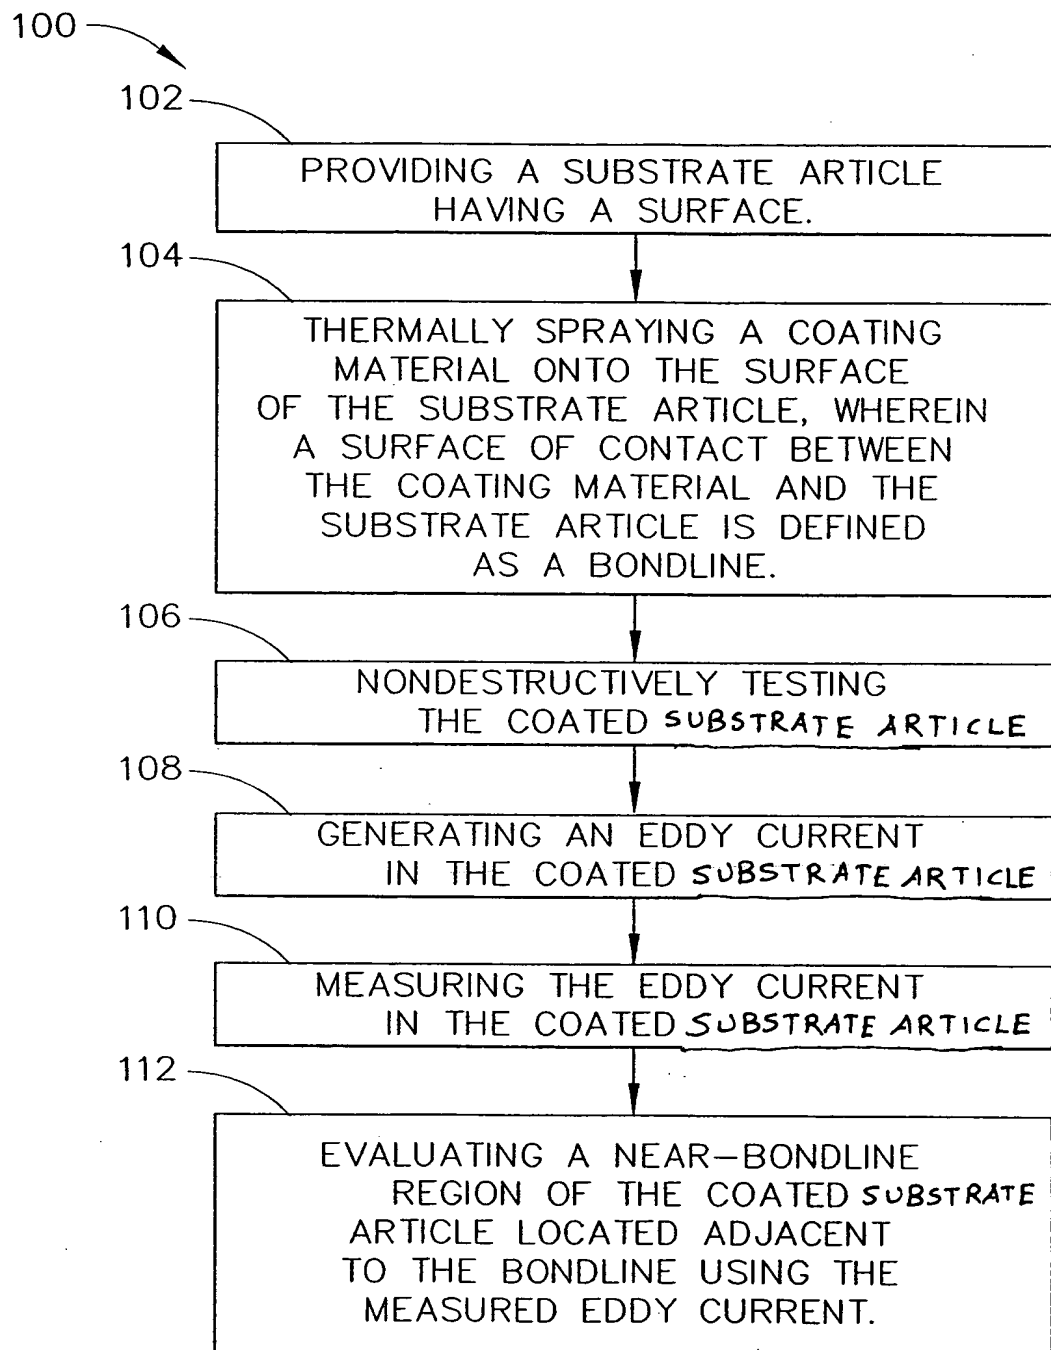 100
102
PROVIDING A SUBSTRATE ARTICLE
HAVING A SURFACE.
104
THERMALLY SPRAYING A COATING
MATERIAL ONTO THE SURFACE
OF THE SUBSTRATE ARTICLE, WHEREIN
A SURFACE OF CONTACT BETWEEN
THE COATING MATERIAL AND THE
SUBSTRATE ARTICLE IS DEFINED
AS A BONDLINE.
106
NONDESTRUCTIVELY TESTING
THE COATED SUBSTRATE ARTICLE
108
GENERATING AN EDDY CURRENT
IN THE COATED SUBSTRATE ARTICLE
110
MEASURING THE EDDY CURRENT
IN THE COATED SUBSTRATE ARTICLE
112
EVALUATING A NEAR-BONDLINE
REGION OF THE COATED SUBSTRATE
ARTICLE LOCATED ADJACENT
TO THE BONDLINE USING THE
MEASURED EDDY CURRENT.